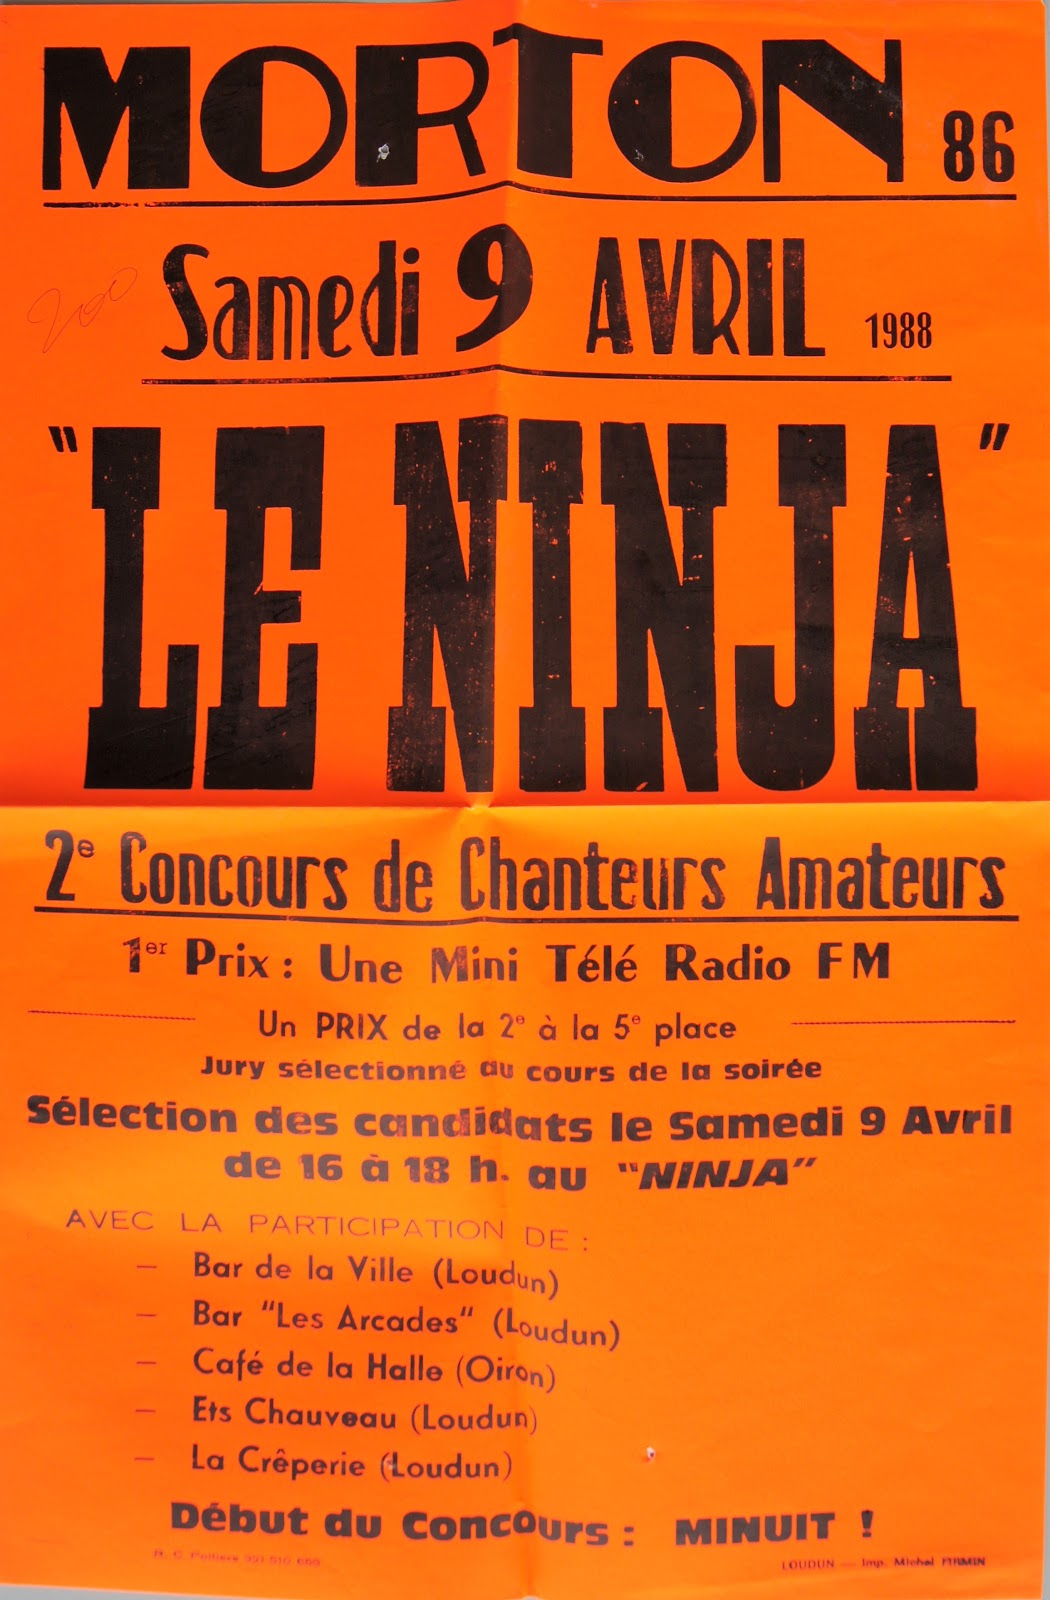 MORTON 86
Samedi 9 AVRIL 1988
200
"LE NINJA"
2e Concours de Chanteurs Amateurs
1er Prix : Une Mini Télé Radio FM
Un PRIX de la 2e à la 5e place
Jury sélectionné au cours de la soirée
Sélection des candidats le Samedi 9 Avril
de 16 à 18 h. au "NINJA"
AVEC LA PARTICIPATION DE :
— Bar de la Ville (Loudun)
— Bar "Les Arcades" (Loudun)
— Café de la Halle (Oiron)
— Ets Chauveau (Loudun)
— La Crêperie (Loudun)
Début du Concours : MINUIT !
R. C. Poitiers
LOUDUN — Imp. Michel FIRMIN